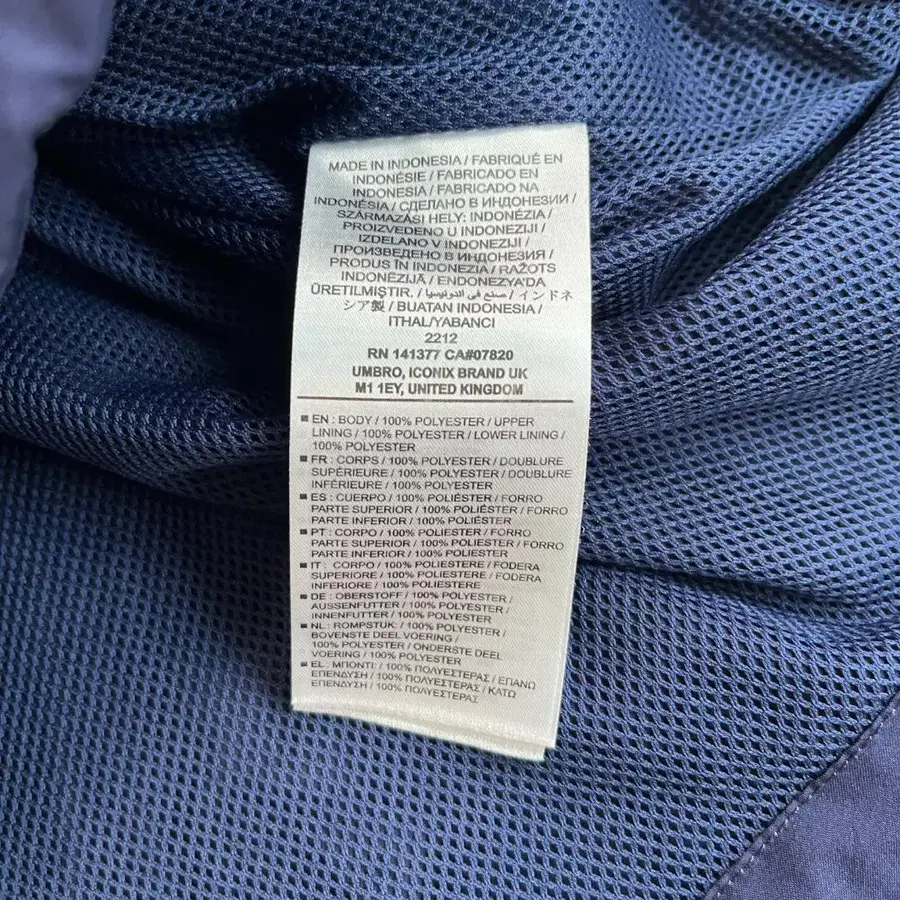 MADE IN INDONESIA / FABRIQUÉ EN
INDONÉSIE / FABRICADO EN
INDONESIA / FABRICADO NA
INDONÉSIA / СДЕЛАНО В ИНДОНЕЗИИ /
SZÁRMAZÁSI HELY: INDONÉZIA /
PROIZVEDENO U INDONEZIJI /
IZDELANO V INDONEZIJI /
ПРОИЗВЕДЕНО В ИНДОНЕЗИЯ /
PRODUS ÎN INDONEZIA / RAŽOTS
INDONĒZIJĀ / ENDONEZYA'DA
ÜRETILMIŞTIR. / صنع في اندونيسيا / インドネ
シア製 / BUATAN INDONESIA /
ITHAL/YABANCI
2212
RN 141377 CA#07820
UMBRO, ICONIX BRAND UK
M1 1EY, UNITED KINGDOM
EN : BODY / 100% POLYESTER / UPPER
LINING / 100% POLYESTER / LOWER LINING /
100% POLYESTER
FR : CORPS / 100% POLYESTER / DOUBLURE
SUPÉRIEURE / 100% POLYESTER / DOUBLURE
INFÉRIEURE / 100% POLYESTER
ES : CUERPO / 100% POLIÉSTER / FORRO
PARTE SUPERIOR / 100% POLIÉSTER / FORRO
PARTE INFERIOR / 100% POLIÉSTER
PT : CORPO / 100% POLIESTER / FORRO
PARTE SUPERIOR / 100% POLIESTER / FORRO
PARTE INFERIOR / 100% POLIESTER
IT : CORPO / 100% POLIESTERE / FODERA
SUPERIORE / 100% POLIESTERE / FODERA
INFERIORE / 100% POLIESTERE
DE : OBERSTOFF / 100% POLYESTER /
AUSSENFUTTER / 100% POLYESTER /
INNENFUTTER / 100% POLYESTER
NL : ROMPSTUK: / 100% POLYESTER /
BOVENSTE DEEL VOERING /
100% POLYESTER / ONDERSTE DEEL
VOERING / 100% POLYESTER
EL : ΜΠΟΝΤΙ: / 100% ΠΟΛΥΕΣΤΕΡΑΣ / ΕΠΑΝΩ
ΕΠΕΝΔΥΣΗ / 100% ΠΟΛΥΕΣΤΕΡΑΣ / ΚΑΤΩ
ΕΠΕΝΔΥΣΗ / 100% ΠΟΛΥΕΣΤΕΡΑΣ